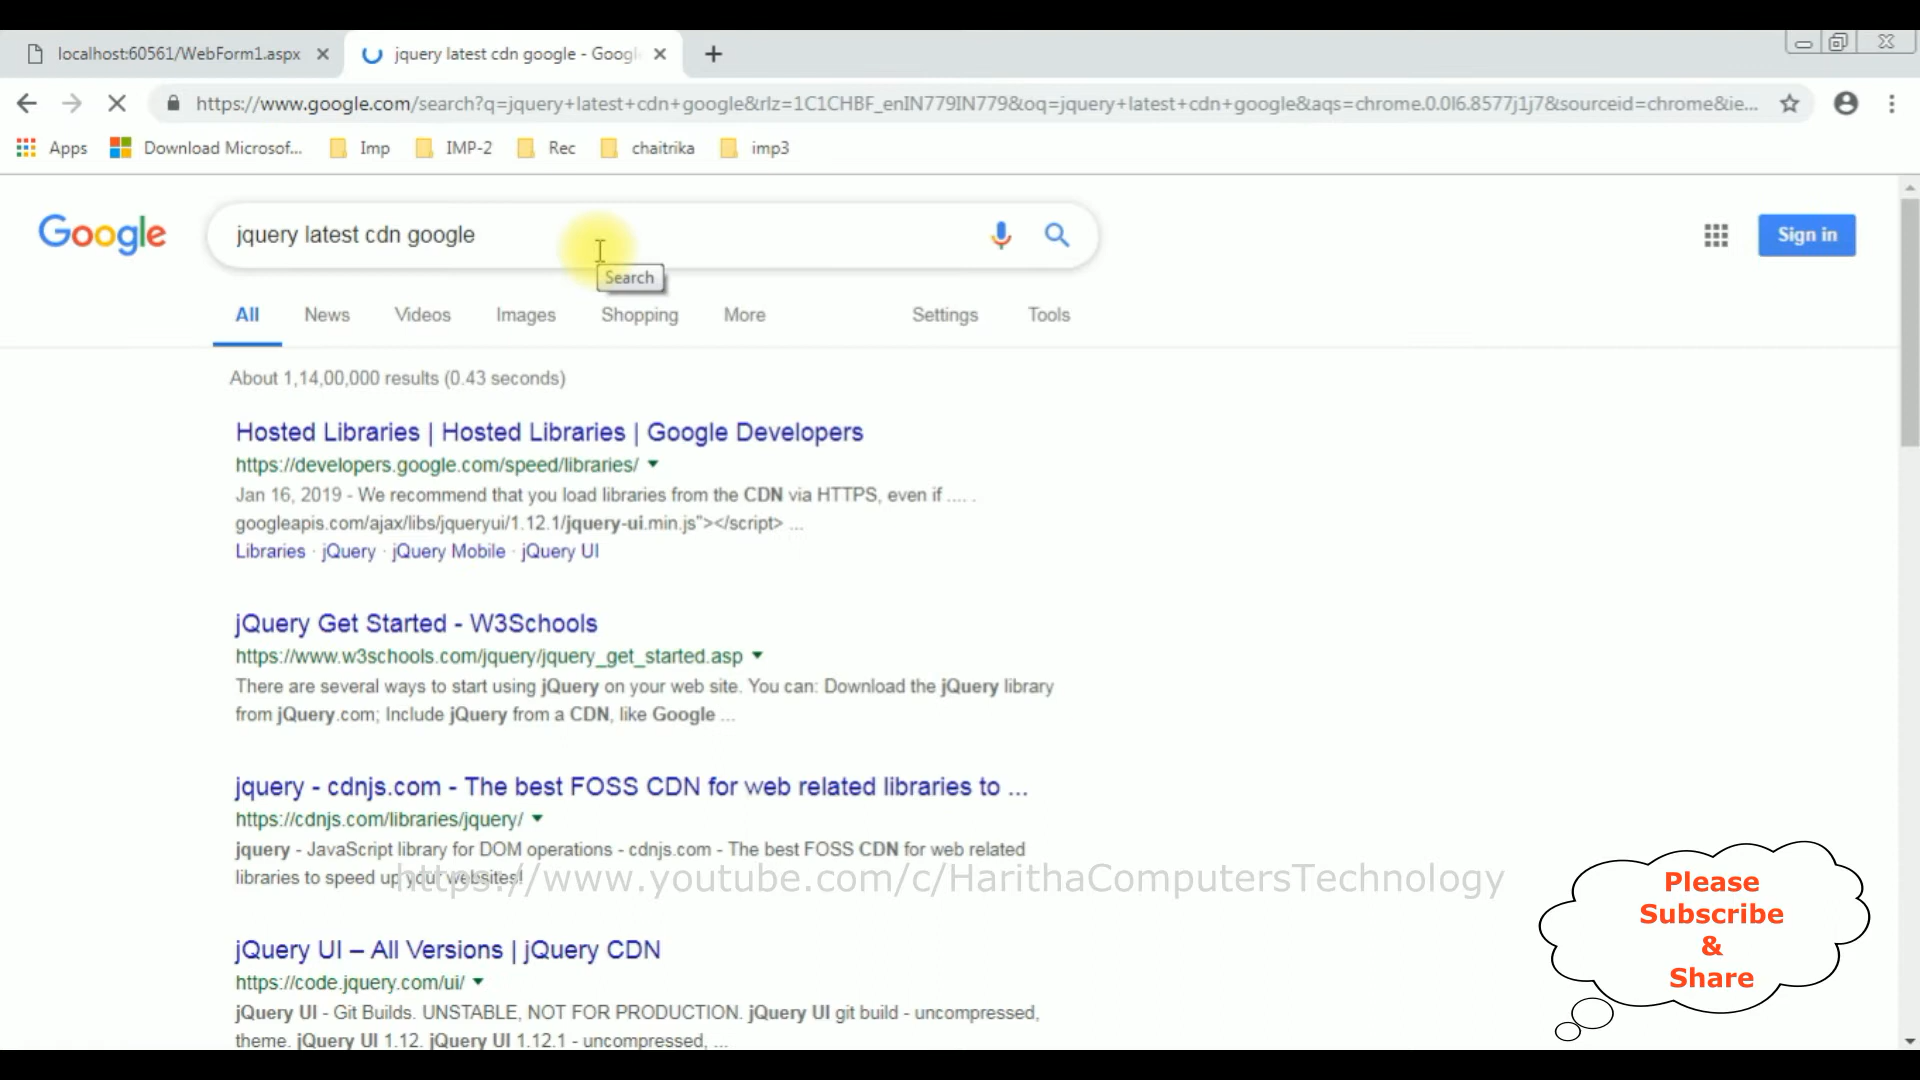 localhost:60561/WebForm1.aspx
jquery latest cdn google - Googl
https://www.google.com/search?q=jquery+latest+cdn+google&rlz=1C1CHBF_enIN779IN779&oq=jquery+latest+cdn+google&aqs=chrome.0.0l6.8577j1j7&sourceid=chrome&ie...
Apps Download Microsof... Imp IMP-2 Rec chaitrika imp3
Google
jquery latest cdn google
Sign in
Search
All News Videos Images Shopping More Settings Tools
About 1,14,00,000 results (0.43 seconds)
Hosted Libraries | Hosted Libraries | Google Developers
https://developers.google.com/speed/libraries/
Jan 16, 2019 - We recommend that you load libraries from the CDN via HTTPS, even if .... .
googleapis.com/ajax/libs/jqueryui/1.12.1/jquery-ui.min.js"></script> ...
Libraries · jQuery · jQuery Mobile · jQuery UI
jQuery Get Started - W3Schools
https://www.w3schools.com/jquery/jquery_get_started.asp
There are several ways to start using jQuery on your web site. You can: Download the jQuery library
from jQuery.com; Include jQuery from a CDN, like Google ...
jquery - cdnjs.com - The best FOSS CDN for web related libraries to ...
https://cdnjs.com/libraries/jquery/
jquery - JavaScript library for DOM operations - cdnjs.com - The best FOSS CDN for web related
libraries to speed up your websites!
https://www.youtube.com/c/HarithaComputersTechnology
jQuery UI – All Versions | jQuery CDN
https://code.jquery.com/ui/
jQuery UI - Git Builds. UNSTABLE, NOT FOR PRODUCTION. jQuery UI git build - uncompressed,
theme. jQuery UI 1.12. jQuery UI 1.12.1 - uncompressed, ...
Please
Subscribe
&
Share